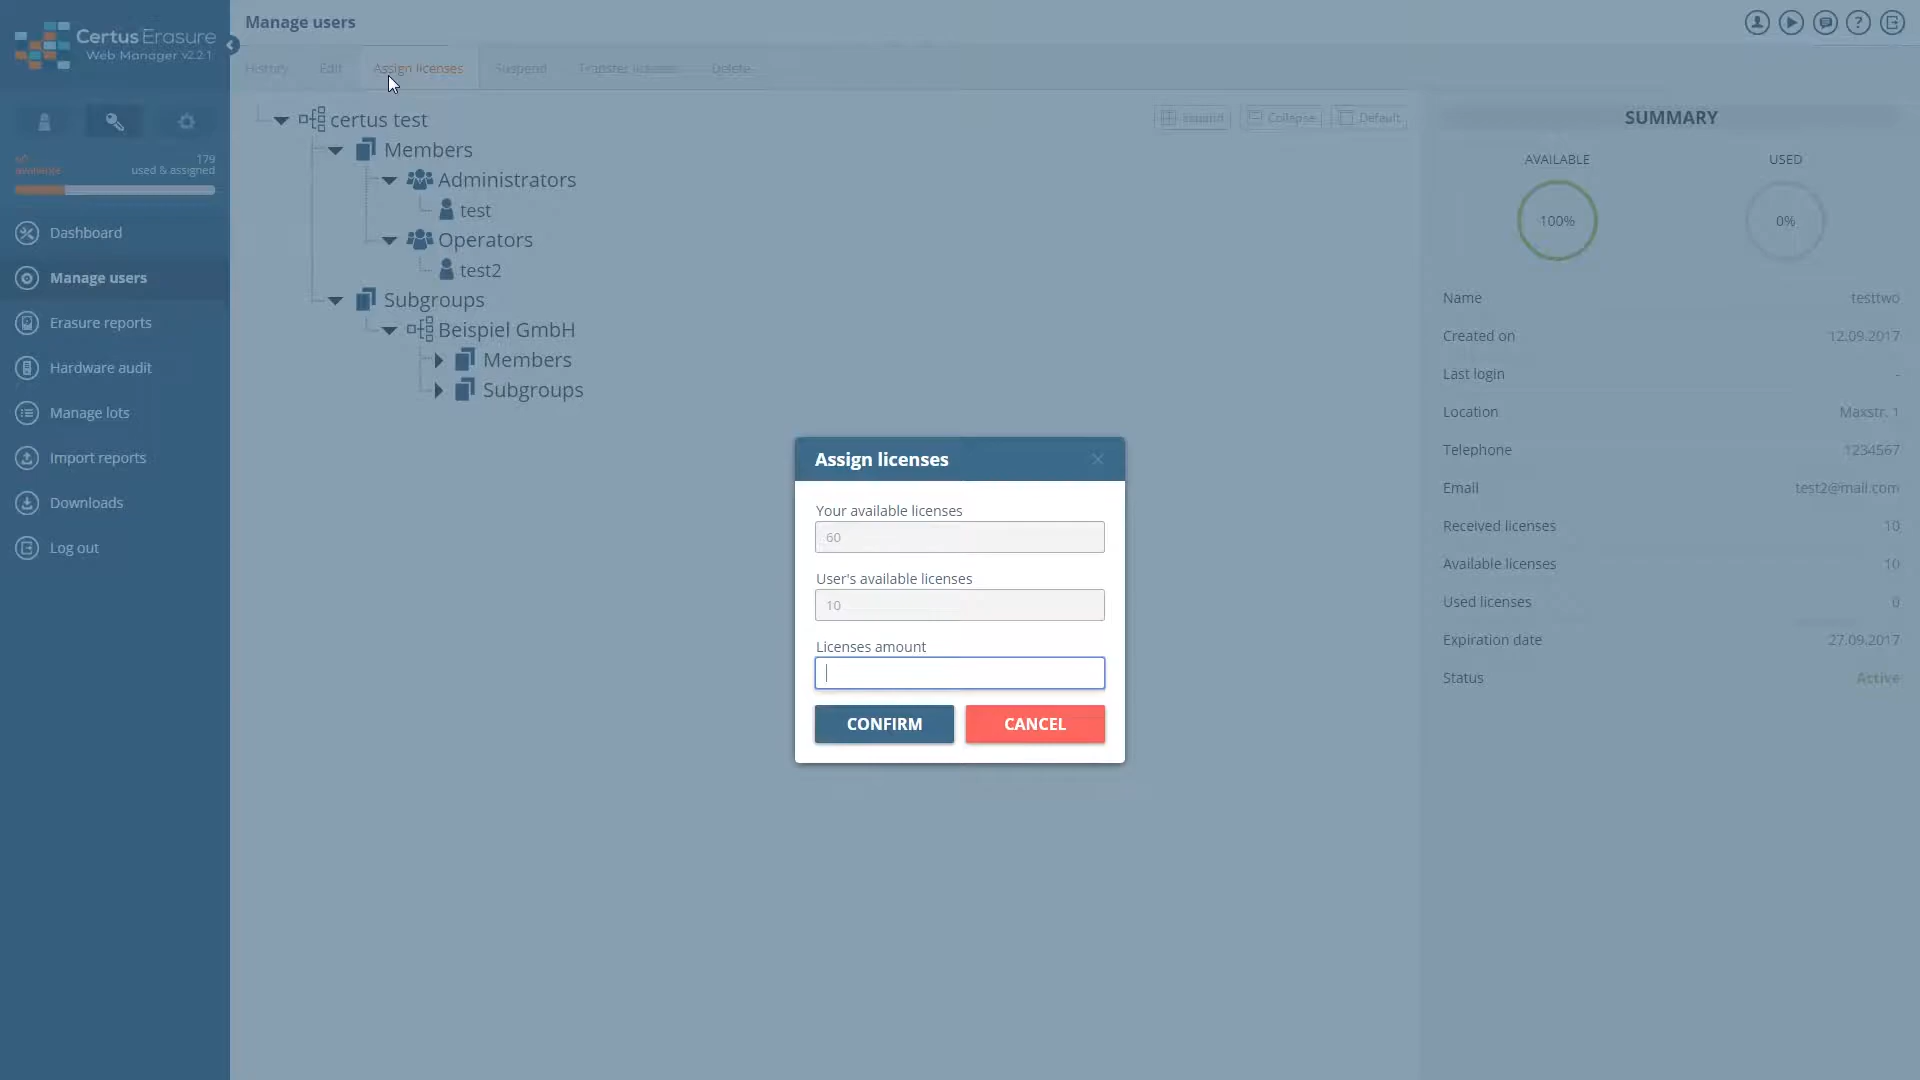 Certus Erasure
Web Manager v2.2.1
Manage users
History Edit Assign licenses Suspend Transfer licenses Delete
available
179
used & assigned
Dashboard
Manage users
Erasure reports
Hardware audit
Manage lots
Import reports
Downloads
Log out
certus test
Members
Administrators
test
Operators
test2
Subgroups
Beispiel GmbH
Members
Subgroups
Expand Collapse Default
Assign licenses
Your available licenses
60
User's available licenses
10
Licenses amount
CONFIRM CANCEL
SUMMARY
AVAILABLE USED
100% 0%
Name testtwo
Created on 12.09.2017
Last login -
Location Maxstr. 1
Telephone 1234567
Email test2@mail.com
Received licenses 10
Available licenses 10
Used licenses 0
Expiration date 27.09.2017
Status Active